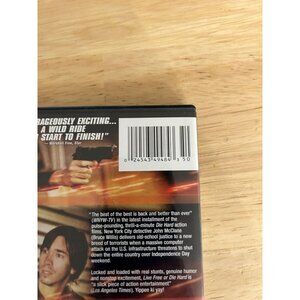 RAGEOUSLY EXCITING...
A WILD RIDE
START TO FINISH!"
0 24543 49489 3 50
"The best of the best is back and better than ever"
(WNYW-TV) in the latest installment of the
pulse-pounding, thrill-a-minute Die Hard action
films. New York City detective John McClane
(Bruce Willis) delivers old-school justice to a new
breed of terrorists when a massive computer
attack on the U.S. infrastructure threatens to shut
down the entire country over Independence Day
weekend.
Locked and loaded with real stunts, genuine humor
and nonstop excitement, Live Free or Die Hard is "a
slick piece of action entertainment"
(Los Angeles Times). Yippee ki yay!